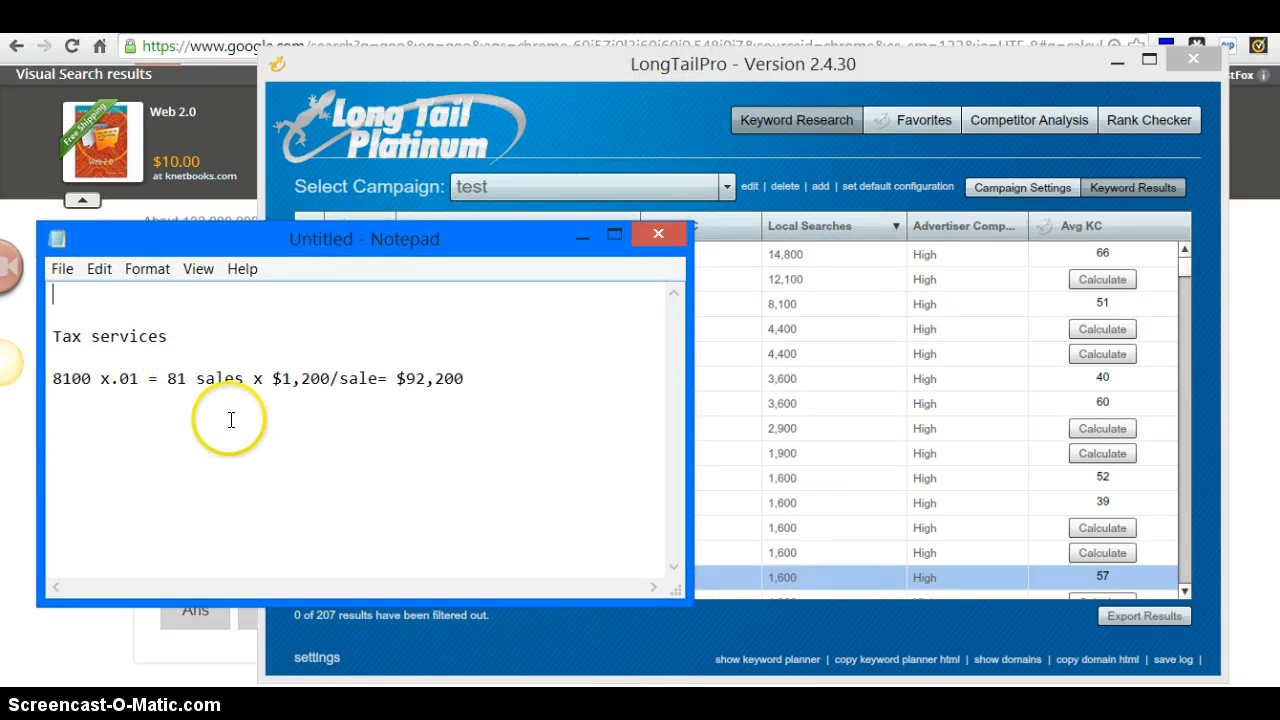 https://www.google.com
Visual Search results
Web 2.0
Free Shipping
$10.00
at knetbooks.com
LongTailPro - Version 2.4.30
Long Tail
Platinum
Keyword Research
Favorites
Competitor Analysis
Rank Checker
Select Campaign:
test
edit | delete | add | set default configuration
Campaign Settings
Keyword Results
Local Searches
Advertiser Comp...
Avg KC
14,800 High 66
12,100 High Calculate
8,100 High 51
4,400 High Calculate
4,400 High Calculate
3,600 High 40
3,600 High 60
2,900 High Calculate
1,900 High Calculate
1,600 High 52
1,600 High 39
1,600 High Calculate
1,600 High Calculate
1,600 High 57
Untitled - Notepad
File Edit Format View Help
Tax services
8100 x.01 = 81 sales x $1,200/sale= $92,200
Ans
0 of 207 results have been filtered out.
Export Results
settings
show keyword planner | copy keyword planner html | show domains | copy domain html | save log |
Screencast-O-Matic.com